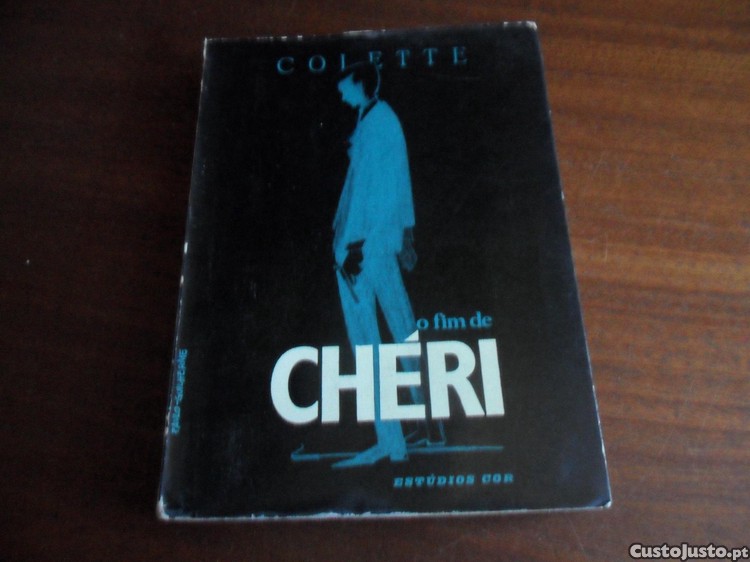 COLETTE
o fim de
CHÉRI
ESTÚDIOS COR
CustoJusto.pt